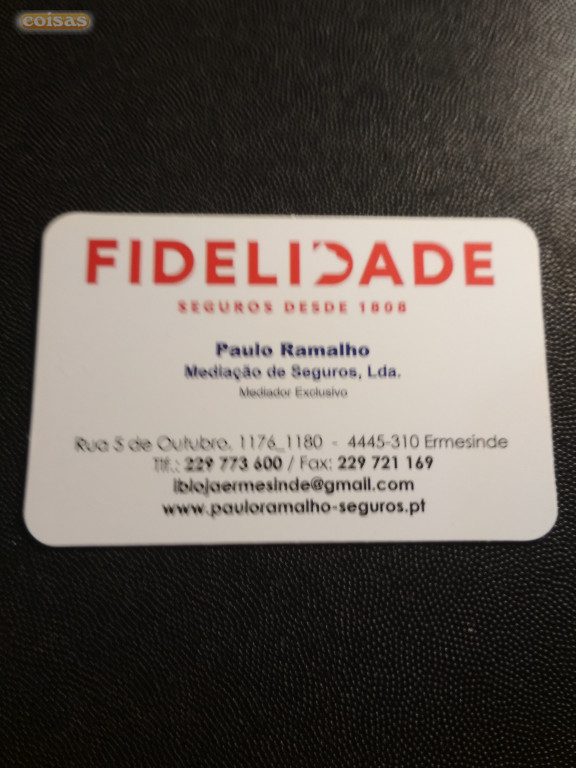 coisas
FIDELIDADE
SEGUROS DESDE 1808
Paulo Ramalho
Mediação de Seguros, Lda.
Mediador Exclusivo
Rua 5 de Outubro, 1176_1180 - 4445-310 Ermesinde
Tlf.: 229 773 600 / Fax: 229 721 169
lblojaermesinde@gmail.com
www.pauloramalho-seguros.pt